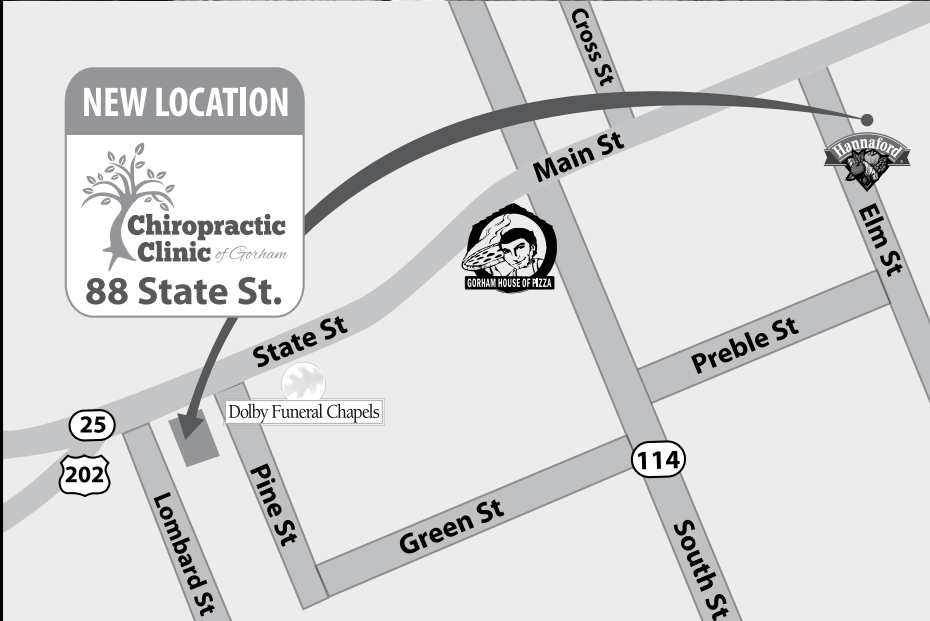 Cross St
NEW LOCATION
Main St
Hannaford
Chiropractic
Clinic of Gorham
88 State St.
Elm St
GORHAM HOUSE OF PIZZA
State St
Preble St
Dolby Funeral Chapels
25
202
114
Pine St
Lombard St
Green St
South St